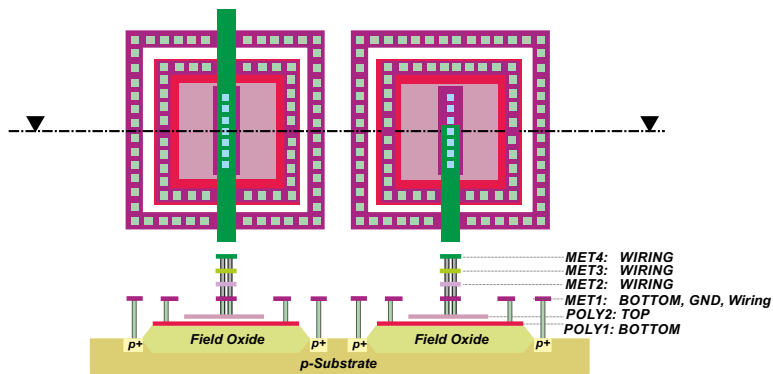 MET4: WIRING
MET3: WIRING
MET2: WIRING
MET1: BOTTOM, GND, Wiring
POLY2: TOP
POLY1: BOTTOM
p+ Field Oxide p+ p+ Field Oxide p+
p-Substrate